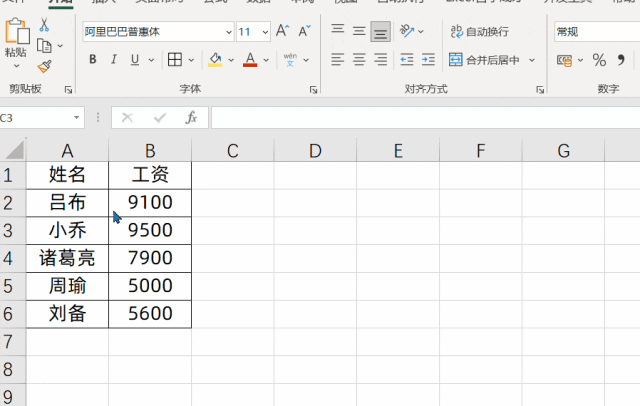 开始
阿里巴巴普惠体 11 A A 自动换行 常规
粘贴 B I U A wén 文 合并后居中 % 9
剪贴板 字体 对齐方式 数字
C3 fx
A B C D E F G
1 姓名 工资
2 吕布 9100
3 小乔 9500
4 诸葛亮 7900
5 周瑜 5000
6 刘备 5600
7
8
9